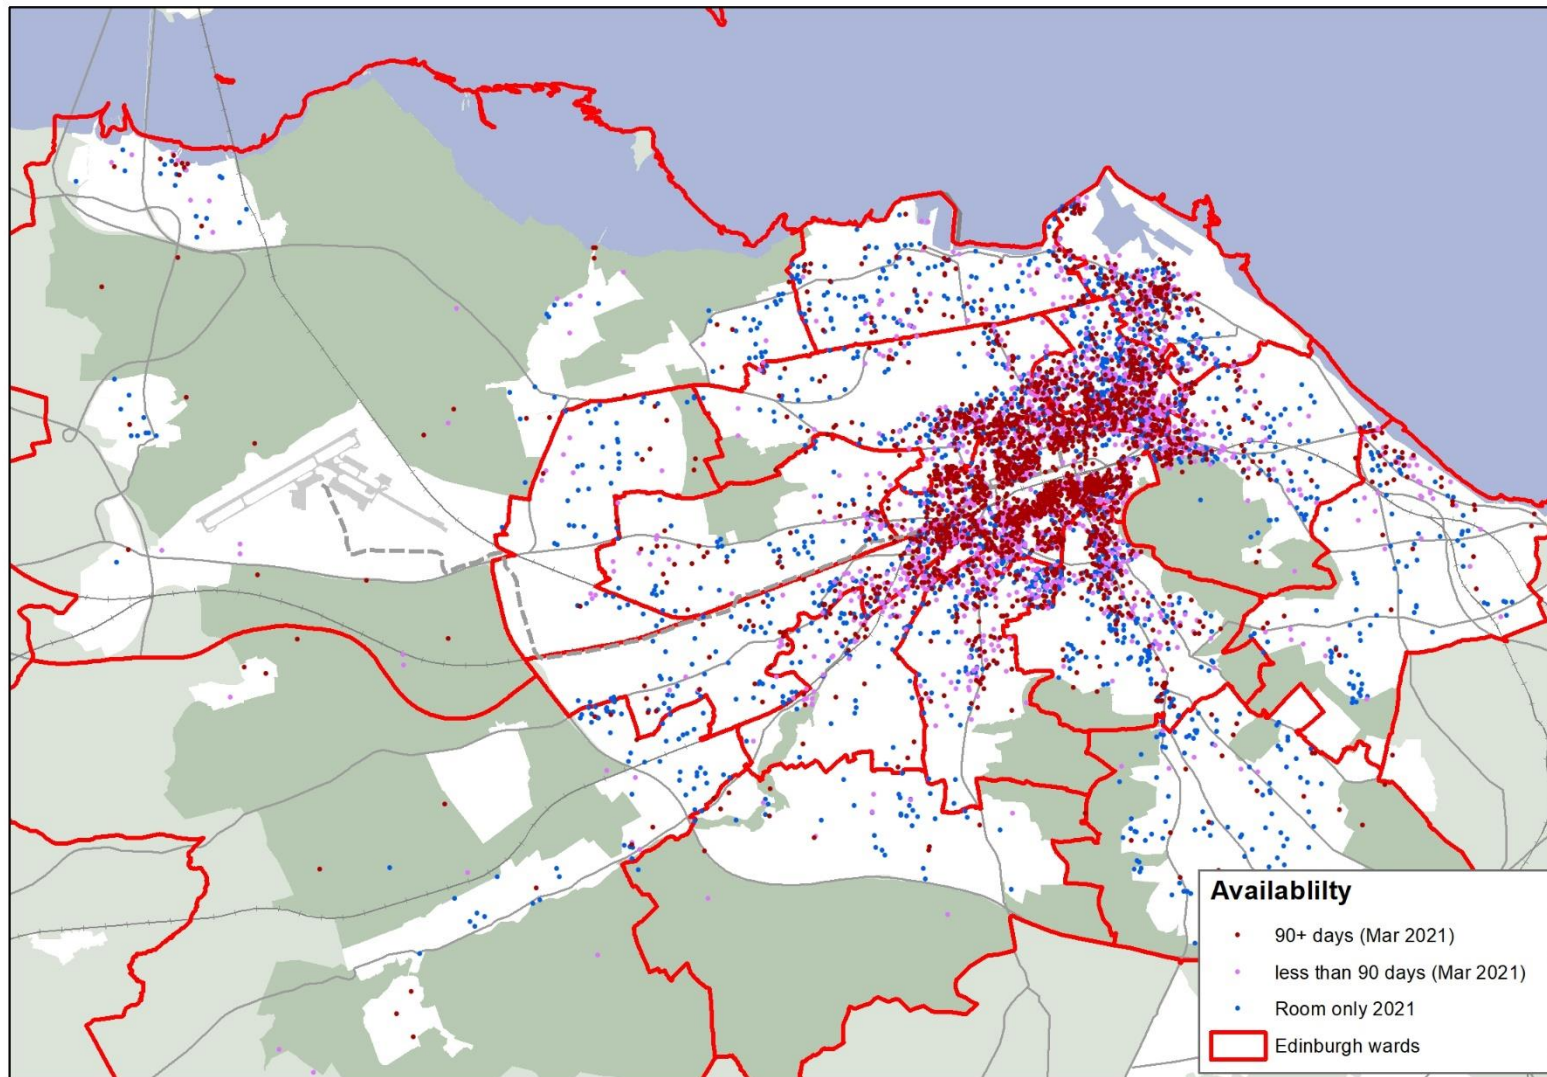 Availablilty
90+ days (Mar 2021)
less than 90 days (Mar 2021)
Room only 2021
Edinburgh wards